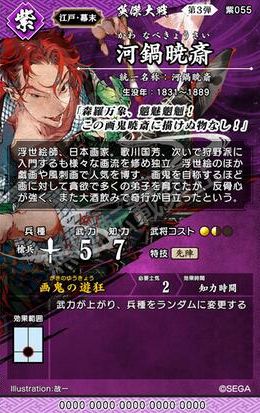 紫 江戸・幕末 英傑大戦 第3弾 紫055
かわ なべきょうさい
河鍋暁斎
統一名称:河鍋暁斎
生没年:1831~1889
「森羅万象、魑魅魍魎!
この画鬼暁斎に描けぬ物なし!」
浮世絵師、日本画家。歌川国芳、次いで狩野派に
入門するも様々な画流を修め独立。浮世絵のほか
戯画や風刺画で人気を博す。画鬼を自称するほど
画に対して貪欲で多くの弟子を育てたが、反骨心
が強く、また大酒飲みで奇行が目立ったという。
兵種 武力 知力 武将コスト
槍兵 5 7 特技 先陣
がきのゆうきょう
画鬼の遊狂 必要士気 2 効果時間 知力時間
効果範囲
武力が上がり、兵種をランダムに変更する
Illustration:故一 ©SEGA
0000 0000 0000 0000 0000